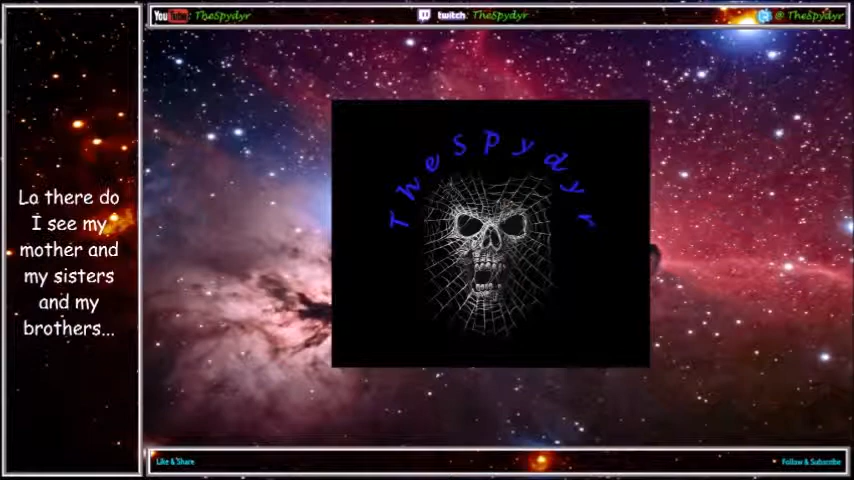 YouTube: TheSpydyr
twitch: TheSpydyr
@ TheSpydyr
TheSpydyr
Lo there do
I see my
mother and
my sisters
and my
brothers...
Like & Share
Follow & Subscribe